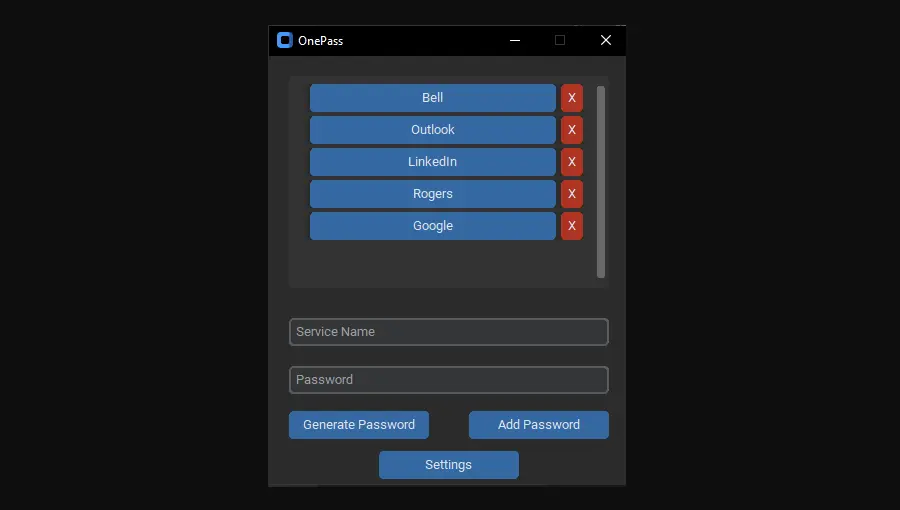 OnePass
Bell X
Outlook X
LinkedIn X
Rogers X
Google X
Service Name
Password
Generate Password Add Password
Settings